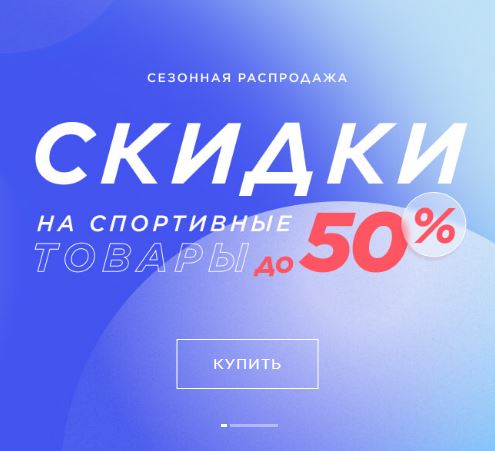 СЕЗОННАЯ РАСПРОДАЖА
СКИДКИ
НА СПОРТИВНЫЕ
ТОВАРЫ до 50%
КУПИТЬ